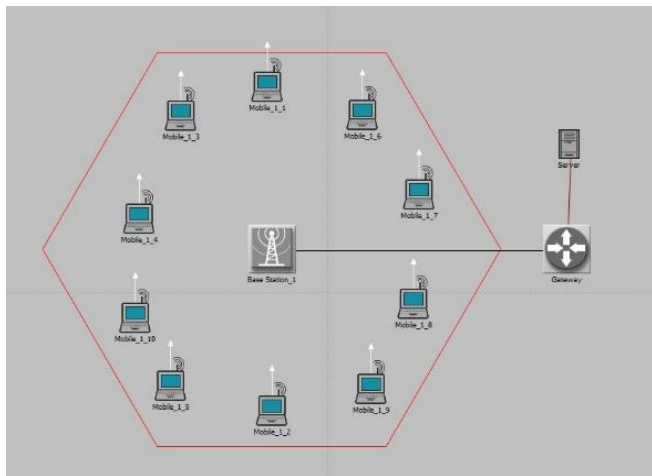 Mobile_1_1
Mobile_1_3
Mobile_1_6
Server
Mobile_1_7
Mobile_1_4
Base Station_1
Gateway
Mobile_1_8
Mobile_1_10
Mobile_1_5
Mobile_1_9
Mobile_1_2